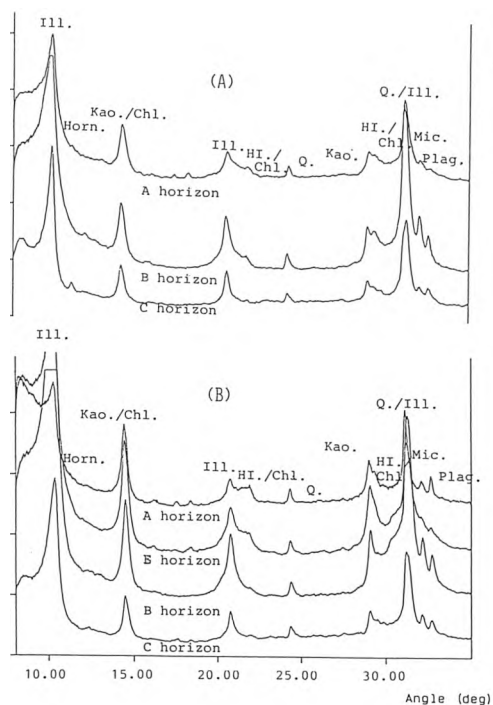 Ill.
(A)
Kao./Chl.
Horn.
Q./Ill.
Ill.
HI./
Chl.
Q.
Kao.
HI./
Chl.
Mic.
Plag.
A horizon
B horizon
C horizon
Ill.
(B)
Kao./Chl.
Horn.
Q./Ill.
Ill.
HI./Chl.
Q.
Kao.
HI.
Chl
Mic.
Plag.
A horizon
E horizon
B horizon
C horizon
10.00 15.00 20.00 25.00 30.00
Angle (deg)